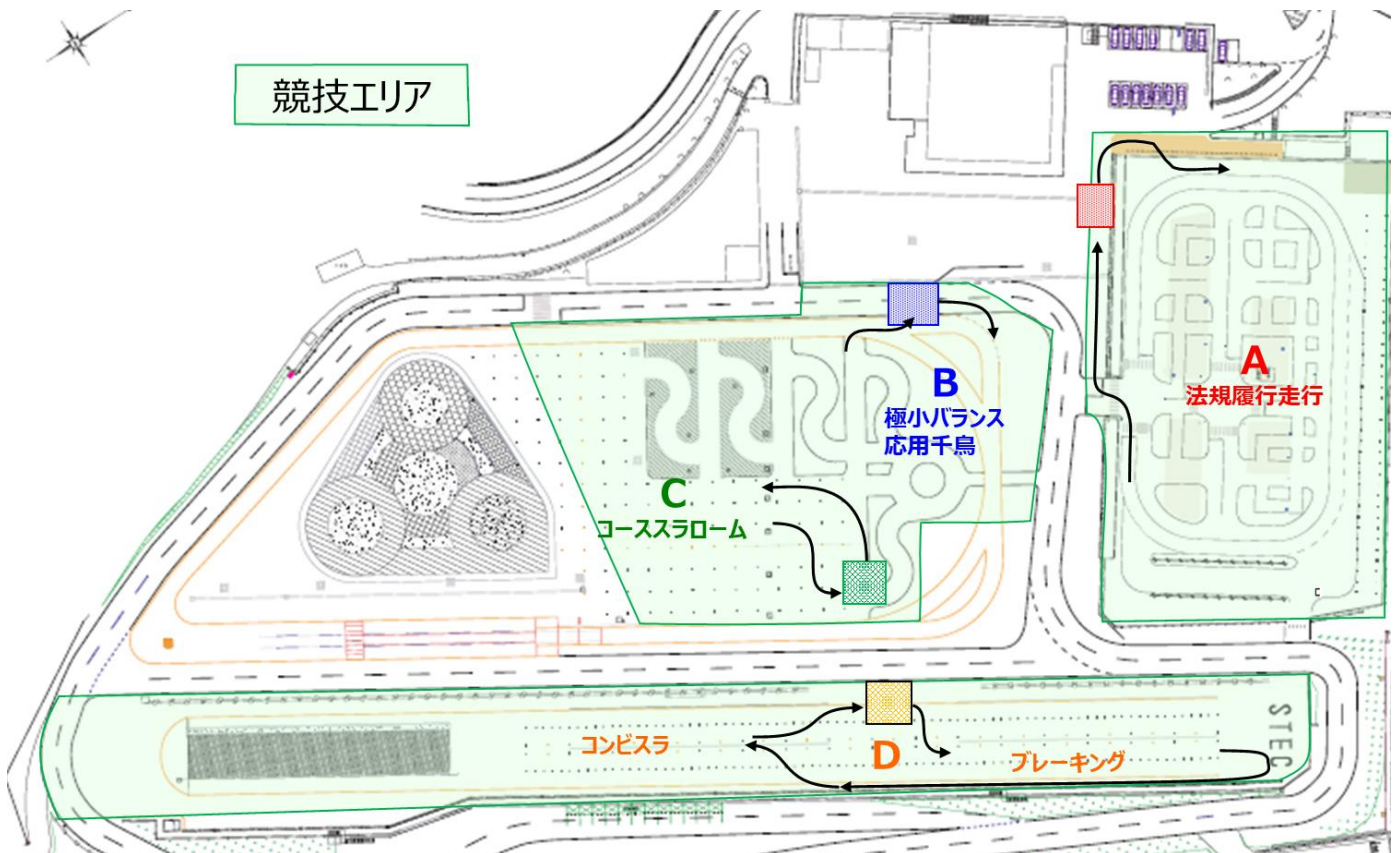 競技エリア
A
法規履行走行
B
極小バランス
応用千鳥
C
コーススラローム
コンビスラ
D
ブレーキング
STEC